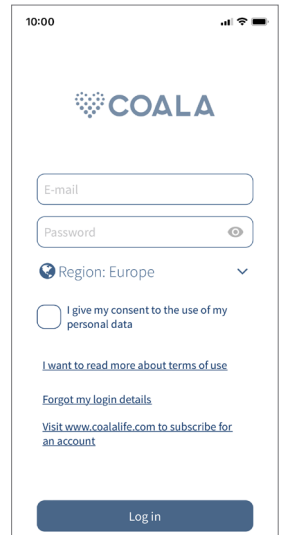 10:00
COALA
E-mail
Password
Region: Europe
I give my consent to the use of my
personal data
I want to read more about terms of use
Forgot my login details
Visit www.coalalife.com to subscribe for
an account
Log in